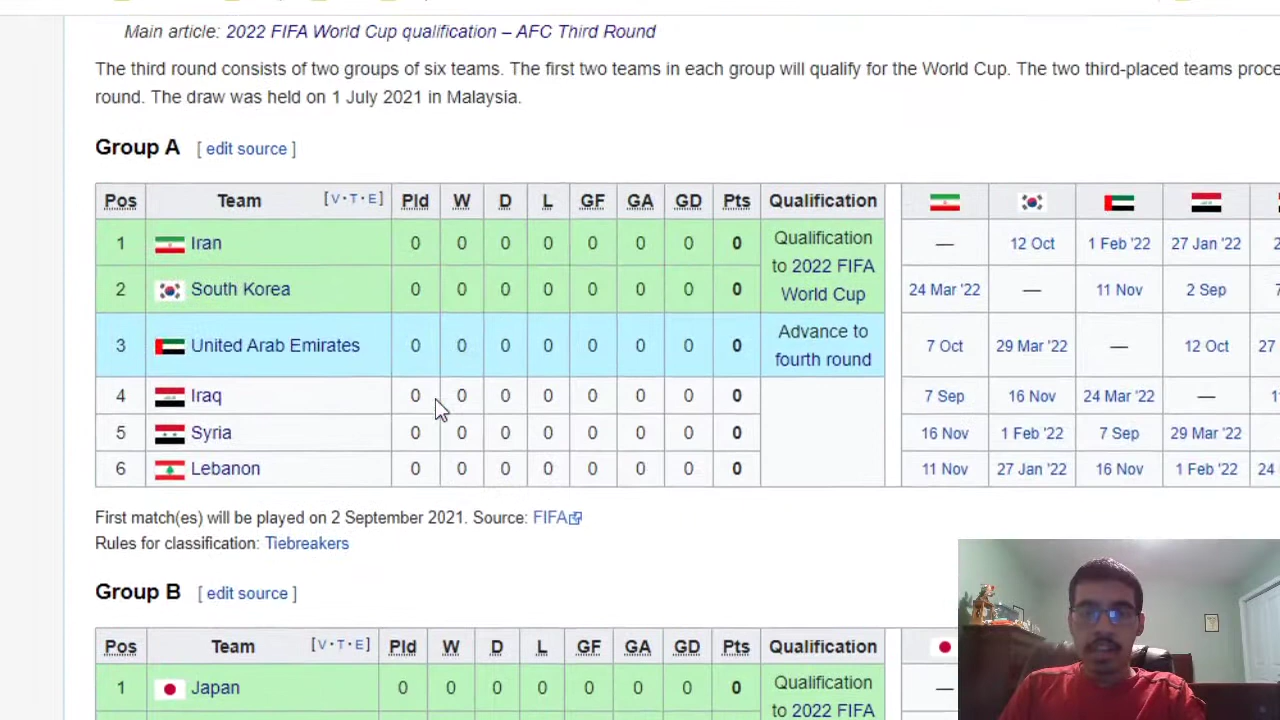 Main article: 2022 FIFA World Cup qualification – AFC Third Round
The third round consists of two groups of six teams. The first two teams in each group will qualify for the World Cup. The two third-placed teams
round. The draw was held on 1 July 2021 in Malaysia.
Group A [ edit source ]
Pos Team [V·T·E] Pld W D L GF GA GD Pts Qualification
1 Iran 0 0 0 0 0 0 0 0 Qualification to 2022 FIFA World Cup — 12 Oct 1 Feb '22 27 Jan '22
2 South Korea 0 0 0 0 0 0 0 0 24 Mar '22 — 11 Nov 2 Sep
3 United Arab Emirates 0 0 0 0 0 0 0 0 Advance to fourth round 7 Oct 29 Mar '22 — 12 Oct 27
4 Iraq 0 0 0 0 0 0 0 0 7 Sep 16 Nov 24 Mar '22 —
5 Syria 0 0 0 0 0 0 0 0 16 Nov 1 Feb '22 7 Sep 29 Mar '22
6 Lebanon 0 0 0 0 0 0 0 0 11 Nov 27 Jan '22 16 Nov 1 Feb '22 24
First match(es) will be played on 2 September 2021. Source: FIFA
Rules for classification: Tiebreakers
Group B [ edit source ]
Pos Team [V·T·E] Pld W D L GF GA GD Pts Qualification
1 Japan 0 0 0 0 0 0 0 0 Qualification to 2022 FIFA —